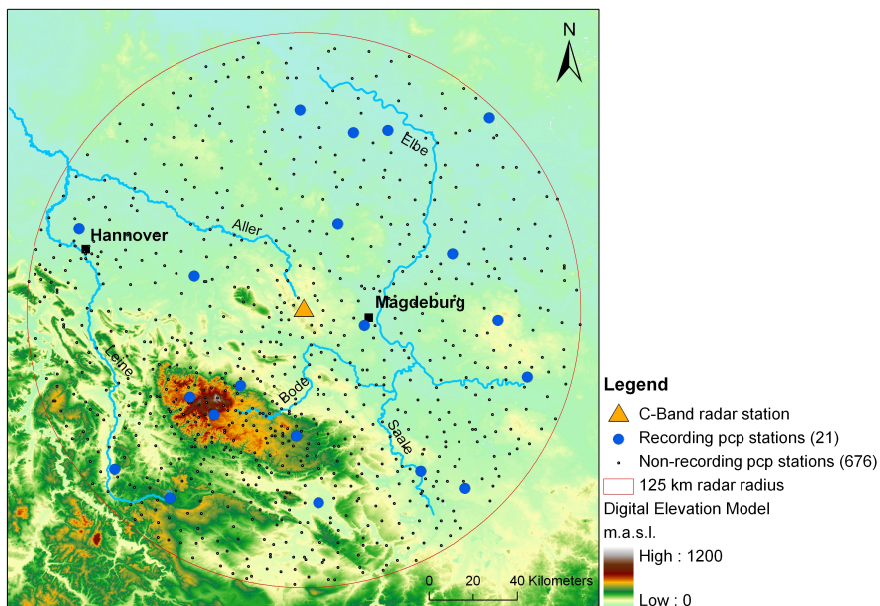 N
Elbe
Aller
Hannover
Magdeburg
Leine
Bode
Saale
0 20 40 Kilometers
Legend
C-Band radar station
Recording pcp stations (21)
Non-recording pcp stations (676)
125 km radar radius
Digital Elevation Model
m.a.s.l.
High : 1200
Low : 0